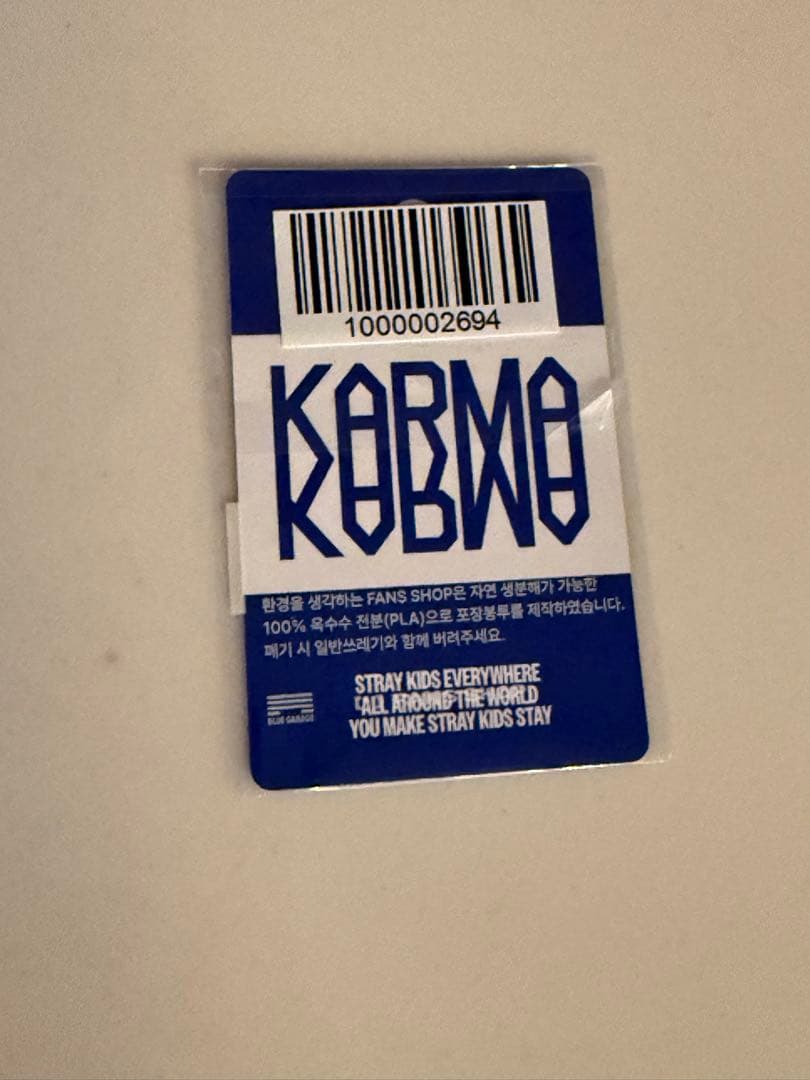 1000002694
KARMA
KARMA
환경을 생각하는 FANS SHOP은 자연 생분해가 가능한
100% 옥수수 전분(PLA)으로 포장봉투를 제작하였습니다.
폐기 시 일반쓰레기와 함께 버려주세요.
STRAY KIDS EVERYWHERE
ALL AROUND THE WORLD
YOU MAKE STRAY KIDS STAY
BLUE GARAGE